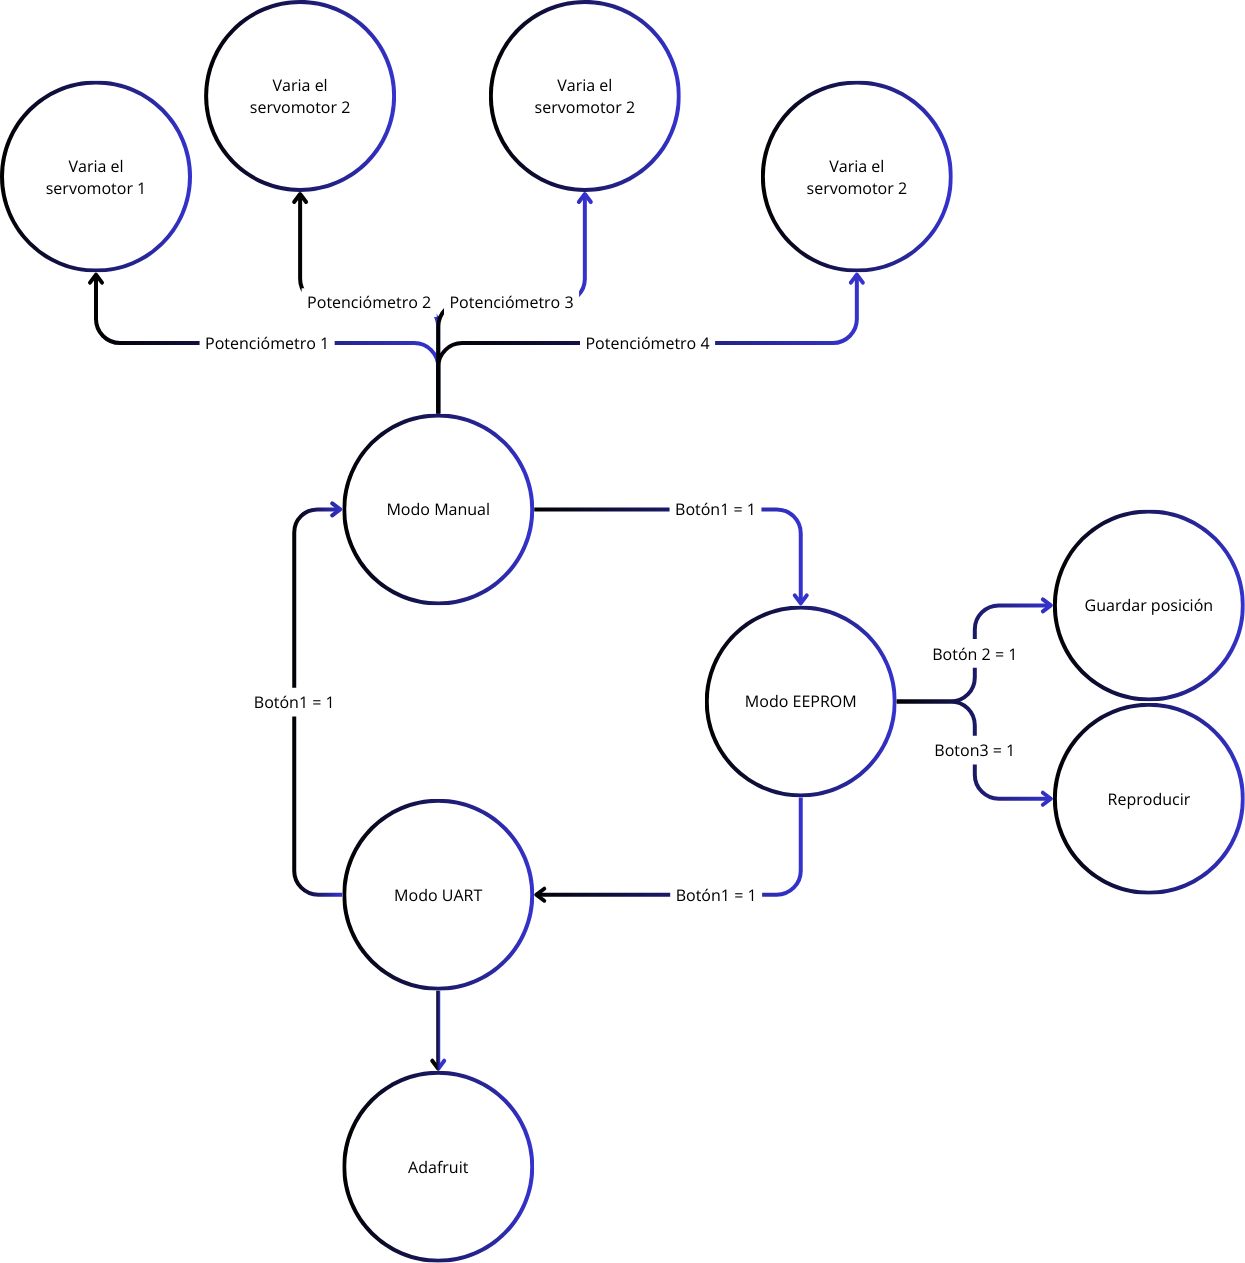 Varia el
servomotor 2
Varia el
servomotor 2
Varia el
servomotor 1
Varia el
servomotor 2
Potenciómetro 2
Potenciómetro 3
Potenciómetro 1
Potenciómetro 4
Modo Manual
Botón1 = 1
Guardar posición
Botón 2 = 1
Botón1 = 1
Modo EEPROM
Boton3 = 1
Reproducir
Modo UART
Botón1 = 1
Adafruit